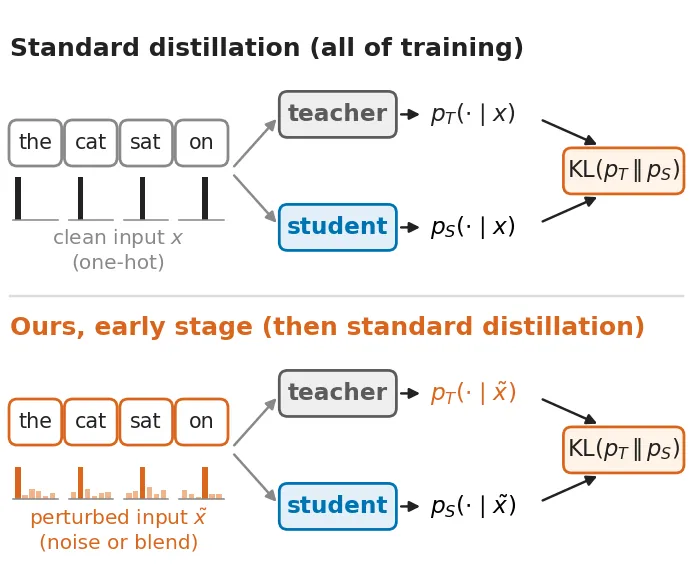 Standard distillation (all of training)
the cat sat on
teacher
p_T(· | x)
KL(p_T ∥ p_S)
student
p_S(· | x)
clean input x
(one-hot)
Ours, early stage (then standard distillation)
the cat sat on
teacher
p_T(· | x̃)
KL(p_T ∥ p_S)
student
p_S(· | x̃)
perturbed input x̃
(noise or blend)